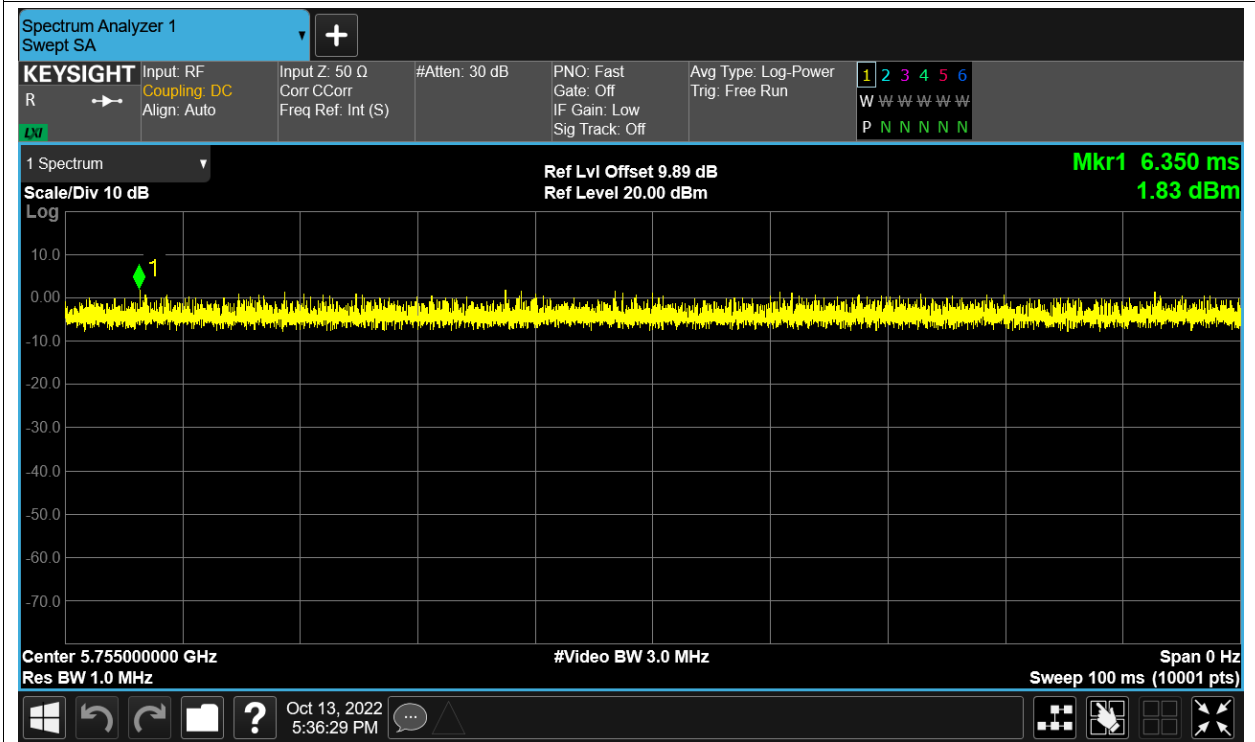 Spectrum Analyzer 1
Swept SA
+
KEYSIGHT Input: RF Input Z: 50 Ω #Atten: 30 dB PNO: Fast Avg Type: Log-Power 1 2 3 4 5 6
R Coupling: DC Corr CCorr Gate: Off Trig: Free Run W W W W W W
Align: Auto Freq Ref: Int (S) IF Gain: Low
LXI Sig Track: Off P N N N N N
1 Spectrum Ref Lvl Offset 9.89 dB Mkr1 6.350 ms
Scale/Div 10 dB Ref Level 20.00 dBm 1.83 dBm
Log
10.0
1
0.00
-10.0
-20.0
-30.0
-40.0
-50.0
-60.0
-70.0
Center 5.755000000 GHz #Video BW 3.0 MHz Span 0 Hz
Res BW 1.0 MHz Sweep 100 ms (10001 pts)
? Oct 13, 2022
5:36:29 PM